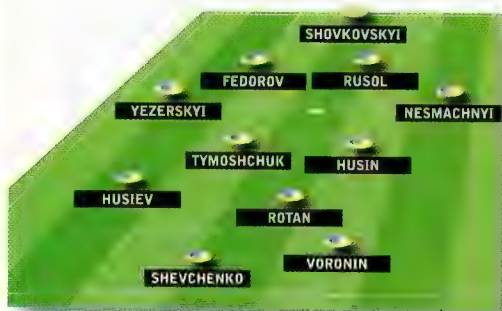 SHOVKOVSKYI
FEDOROV
RUSOL
YEZERSKYI
NESMACHNYI
TYMOSHCHUK
HUSIN
HUSIEV
ROTAN
SHEVCHENKO
VORONIN